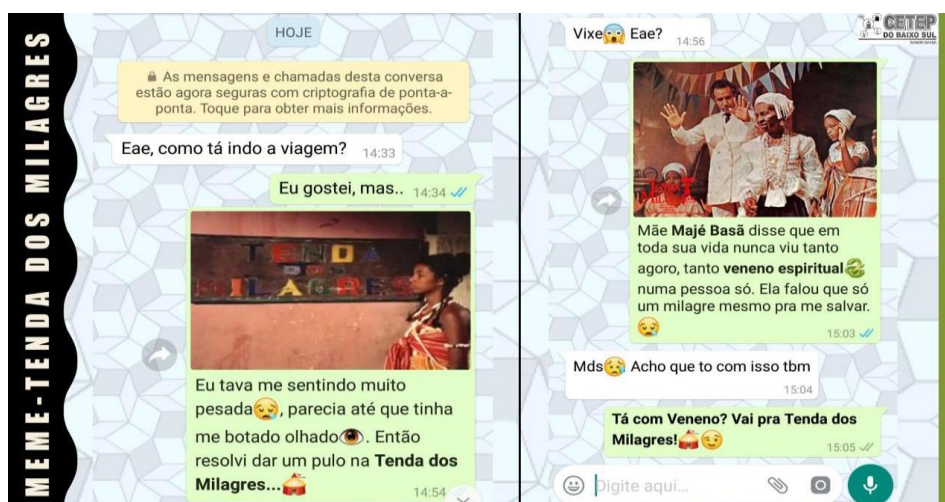 MEME-TENDA DOS MILAGRES
HOJE
As mensagens e chamadas desta conversa
estão agora seguras com criptografia de ponta-a-
ponta. Toque para obter mais informações.
Eae, como tá indo a viagem? 14:33
Eu gostei, mas.. 14:34
TENDA
DOS
MILAGRES
Eu tava me sentindo muito
pesada😪, parecia até que tinha
me botado olhado👁. Então
resolvi dar um pulo na Tenda dos
Milagres...🎪
14:54
CETEP
DO BAIXO SUL
Vixe😱 Eae? 14:56
Mãe Majé Basã disse que em
toda sua vida nunca viu tanto
agoro, tanto veneno espiritual🐍
numa pessoa só. Ela falou que só
um milagre mesmo pra me salvar.
😪
15:03
Mds😥 Acho que to com isso tbm
15:04
Tá com Veneno? Vai pra Tenda dos
Milagres!🎪😉
15:05
Digite aqui...